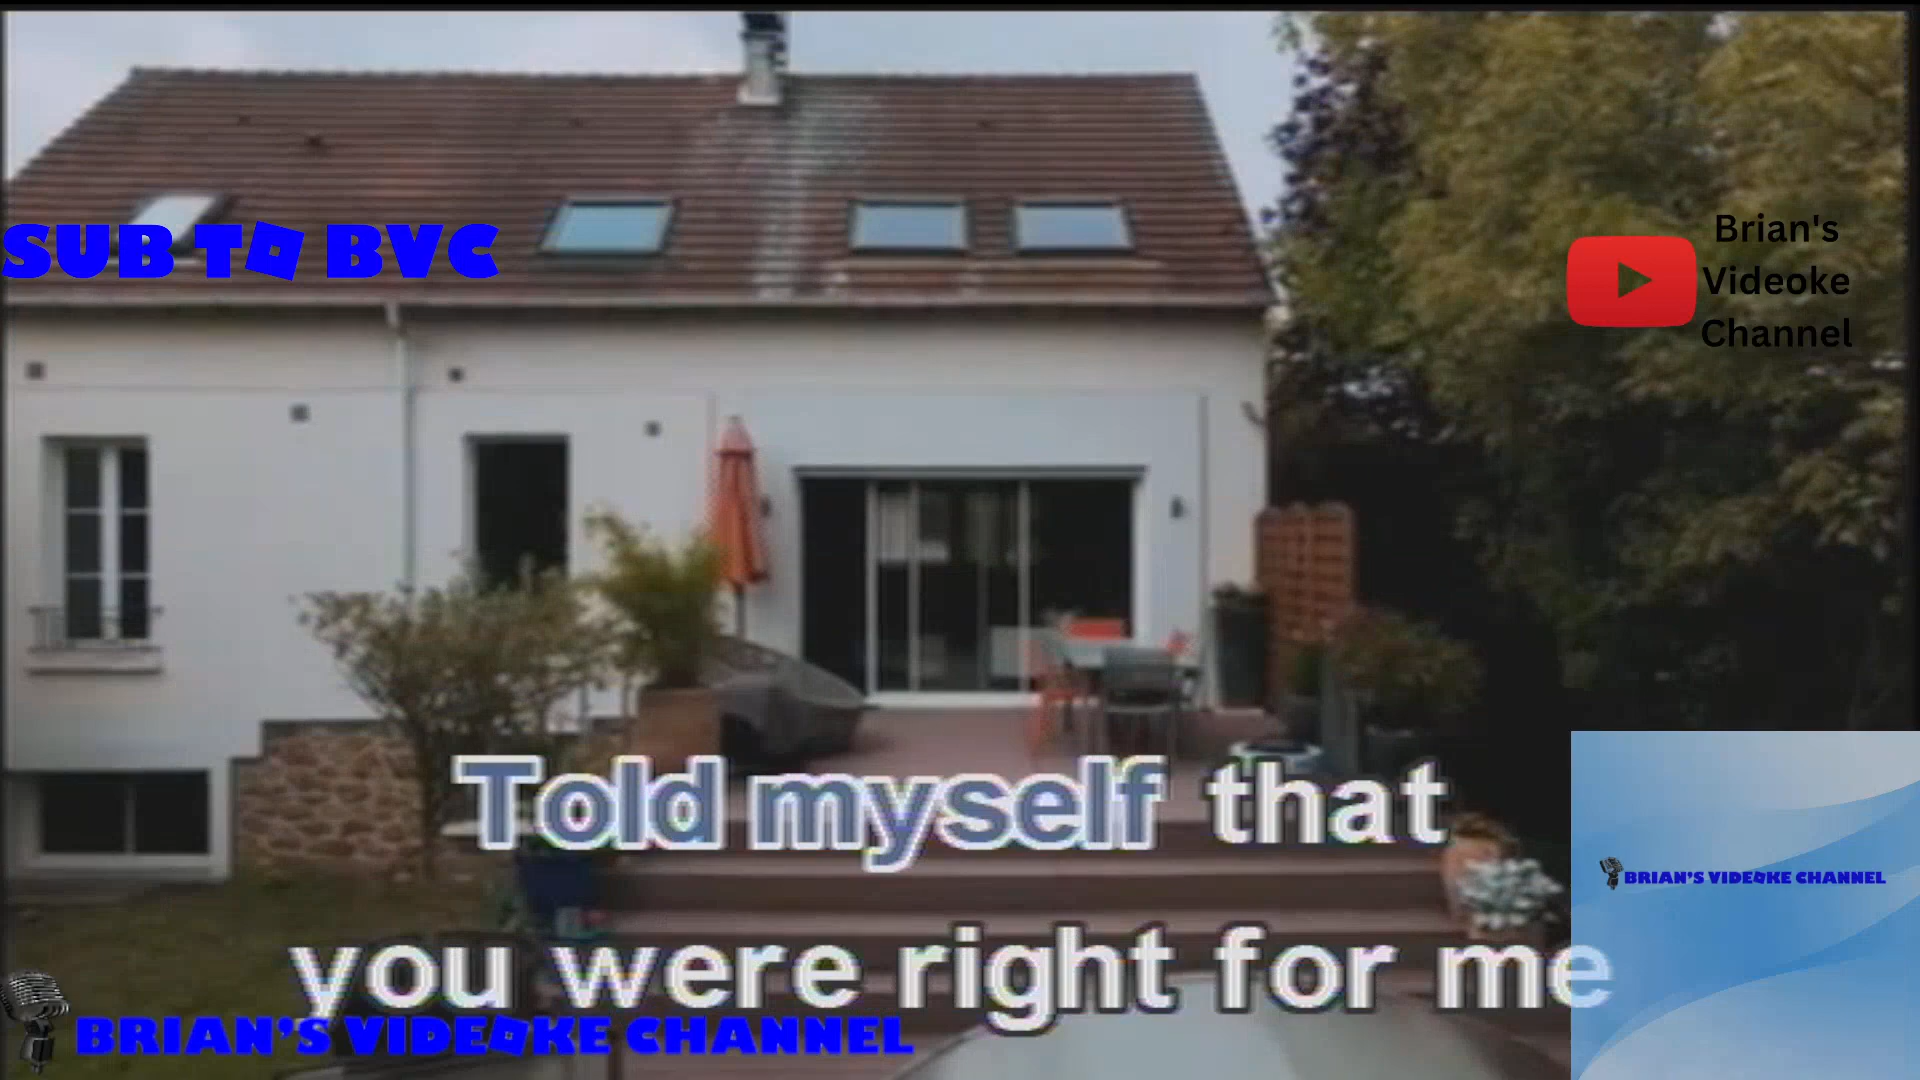 SUB TO BVC
Brian's
Videoke
Channel
Told myself that
you were right for me
BRIAN'S VIDEOKE CHANNEL
BRIAN'S VIDEOKE CHANNEL